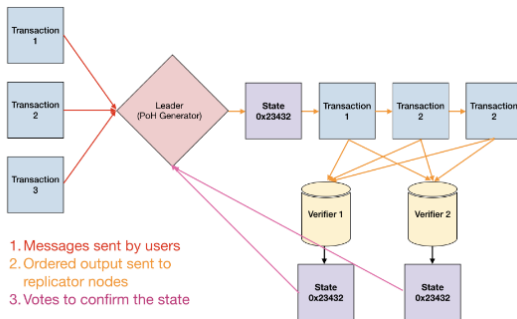 Transaction
1
Transaction
2
Transaction
3
Leader
(PoH Generator)
State
0x23432
Transaction
1
Transaction
2
Transaction
2
Verifier 1
Verifier 2
State
0x23432
State
0x23432
1. Messages sent by users
2. Ordered output sent to
replicator nodes
3. Votes to confirm the state